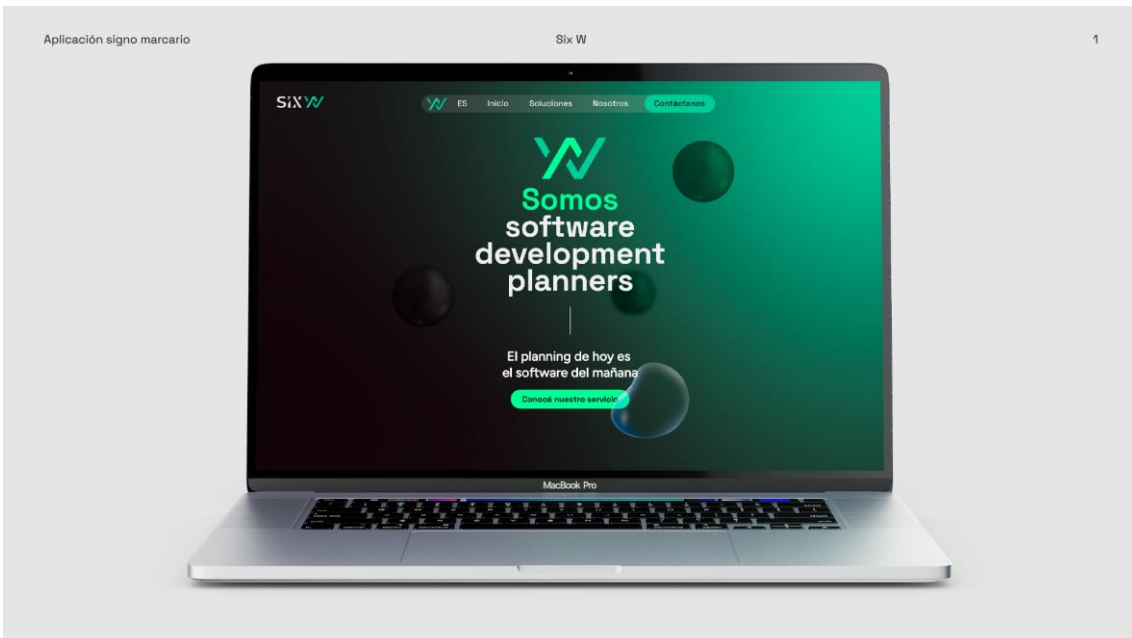 Aplicación signo marcario
Six W
1
SiX W
W ES Inicio Soluciones Nosotros Contáctanos
W
Somos
software
development
planners
El planning de hoy es
el software del mañana
Conocé nuestro servicio
MacBook Pro